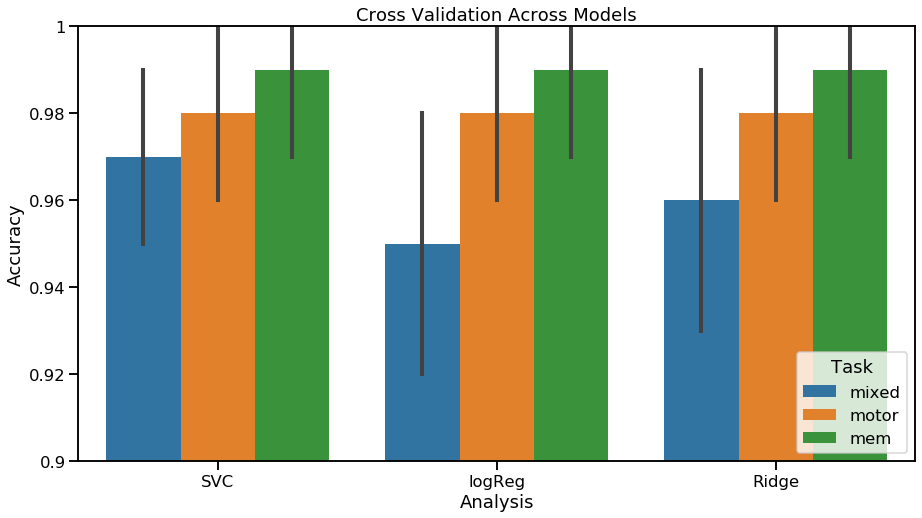 Cross Validation Across Models
1
0.98
0.96
0.94
0.92
0.9
Accuracy
SVC
logReg
Ridge
Analysis
Task
mixed
motor
mem